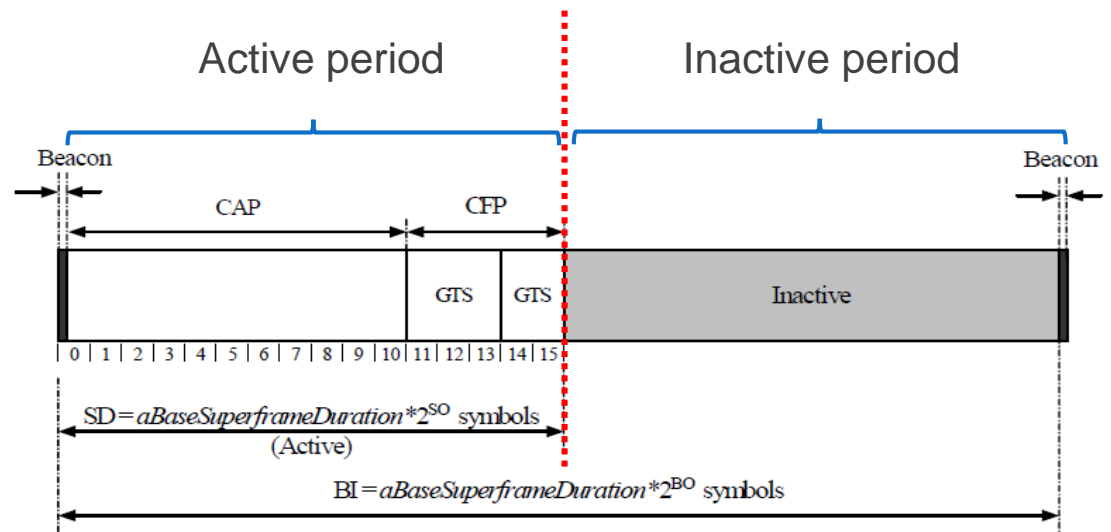 Active period Inactive period
Beacon Beacon
CAP CFP
GTS GTS Inactive
0 1 2 3 4 5 6 7 8 9 10 11 12 13 14 15
SD = aBaseSuperframeDuration*2^SO symbols
(Active)
BI = aBaseSuperframeDuration*2^BO symbols